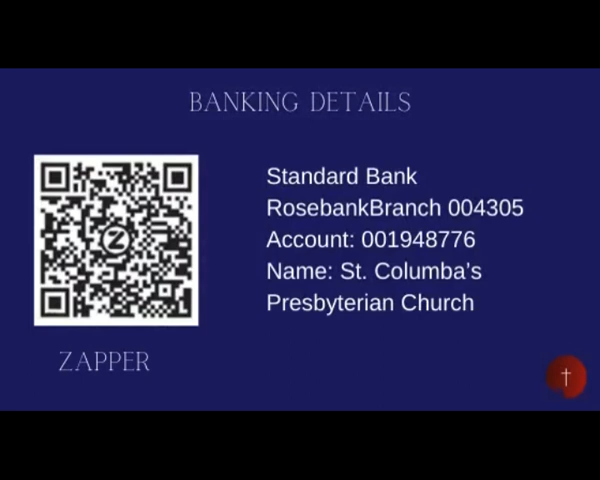 BANKING DETAILS
Standard Bank
RosebankBranch 004305
Account: 001948776
Name: St. Columba's
Presbyterian Church
Z
ZAPPER